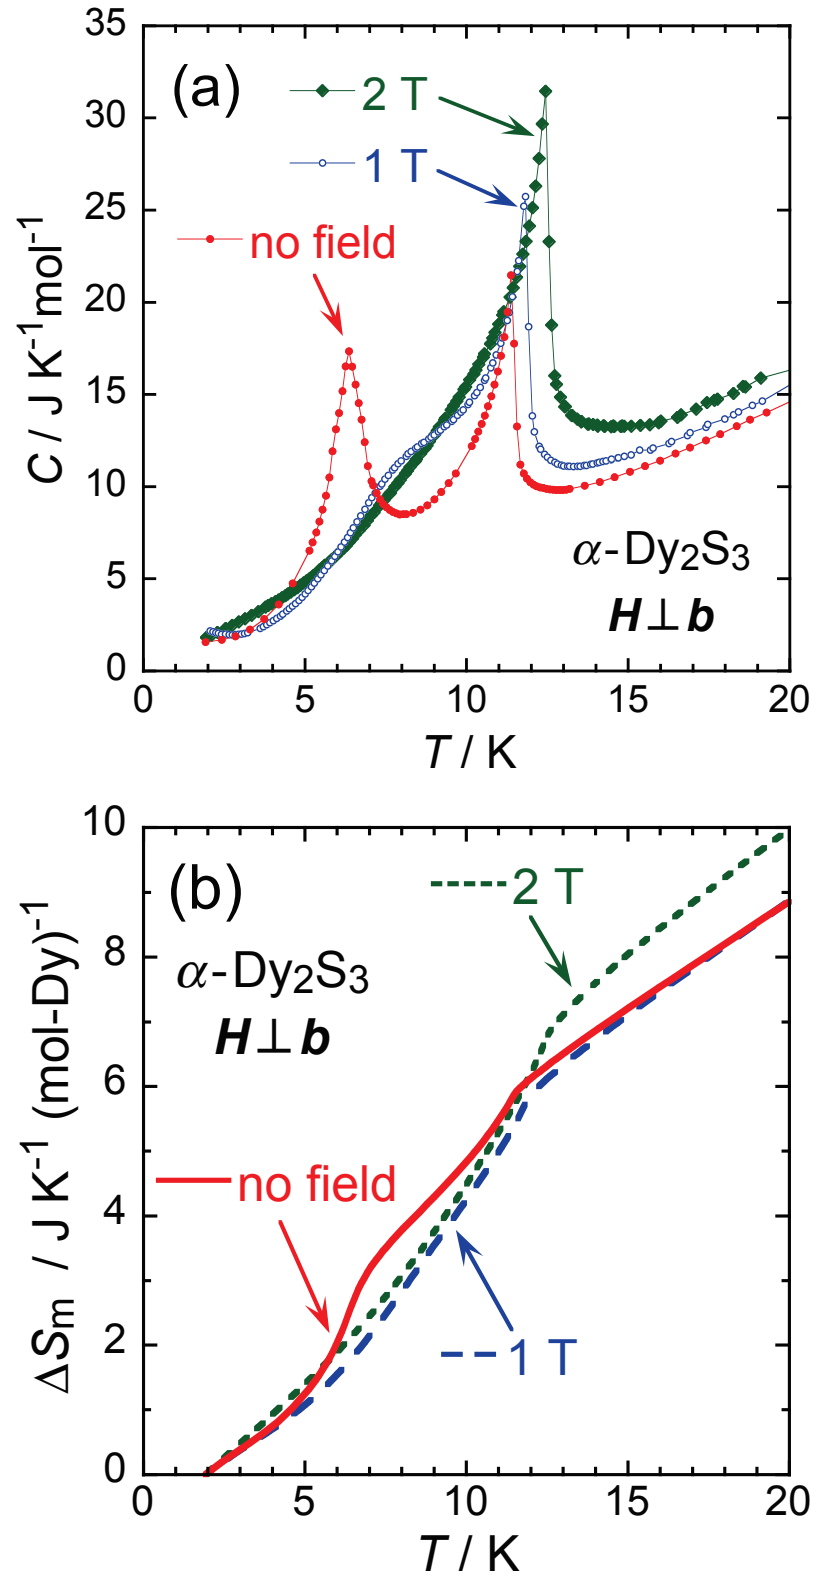 35
(a)
2 T
30
1 T
25
no field
20
C / J K⁻¹mol⁻¹
15
10
α-Dy₂S₃
5
H⊥b
0
0 5 10 15 20
T / K
10
(b)
2 T
8
α-Dy₂S₃
H⊥b
6
ΔSₘ / J K⁻¹ (mol-Dy)⁻¹
no field
4
2
1 T
0
0 5 10 15 20
T / K